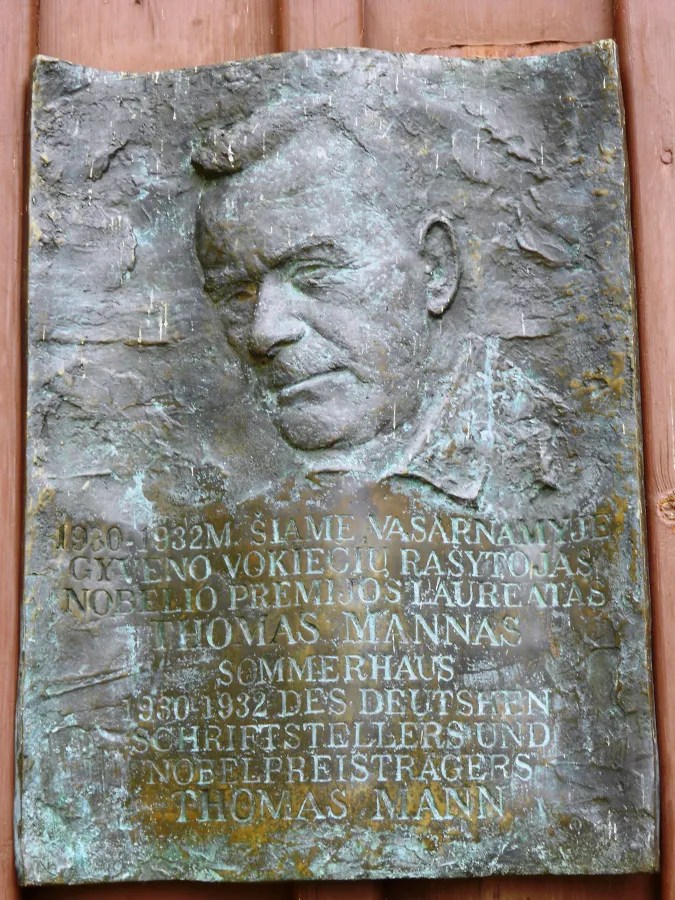 1930-1932 M. ŠIAME VASARNAMYJE
GYVENO VOKIEČIŲ RAŠYTOJAS,
NOBELIO PREMIJOS LAUREATAS
THOMAS MANNAS
SOMMERHAUS
1930-1932 DES DEUTSHEN
SCHRIFTSTELLERS UND
NOBELPREISTRÄGERS
THOMAS MANN